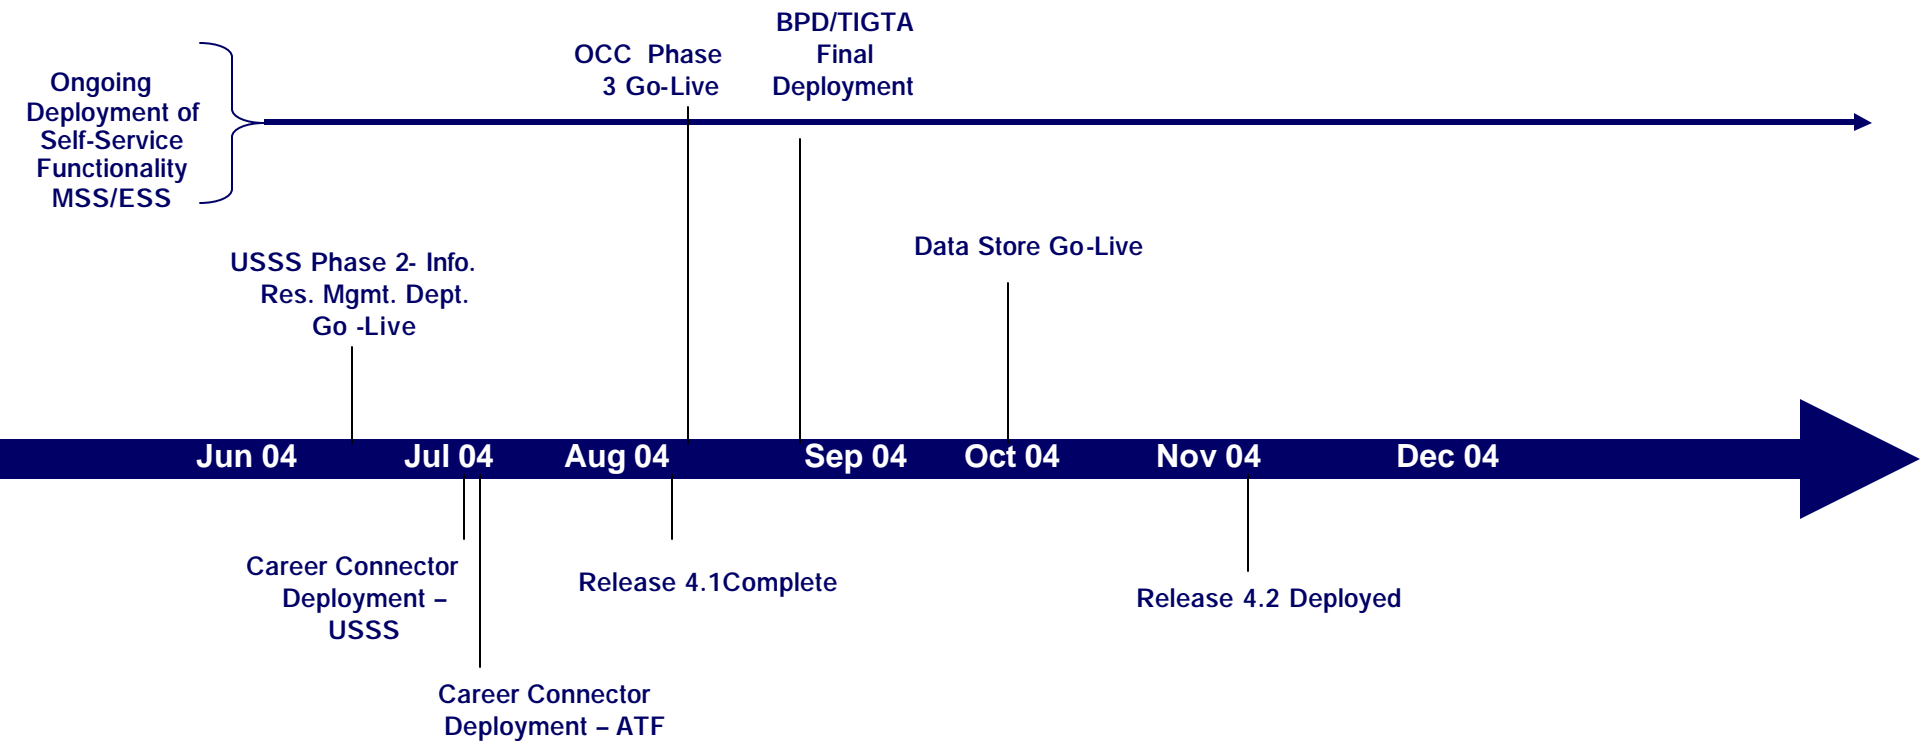 BPD/TIGTA
Final
Deployment
OCC Phase
3 Go-Live
Ongoing
Deployment of
Self-Service
Functionality
MSS/ESS
Data Store Go-Live
USSS Phase 2- Info.
Res. Mgmt. Dept.
Go -Live
Jun 04 Jul 04 Aug 04 Sep 04 Oct 04 Nov 04 Dec 04
Career Connector
Deployment –
USSS
Release 4.1Complete
Release 4.2 Deployed
Career Connector
Deployment – ATF